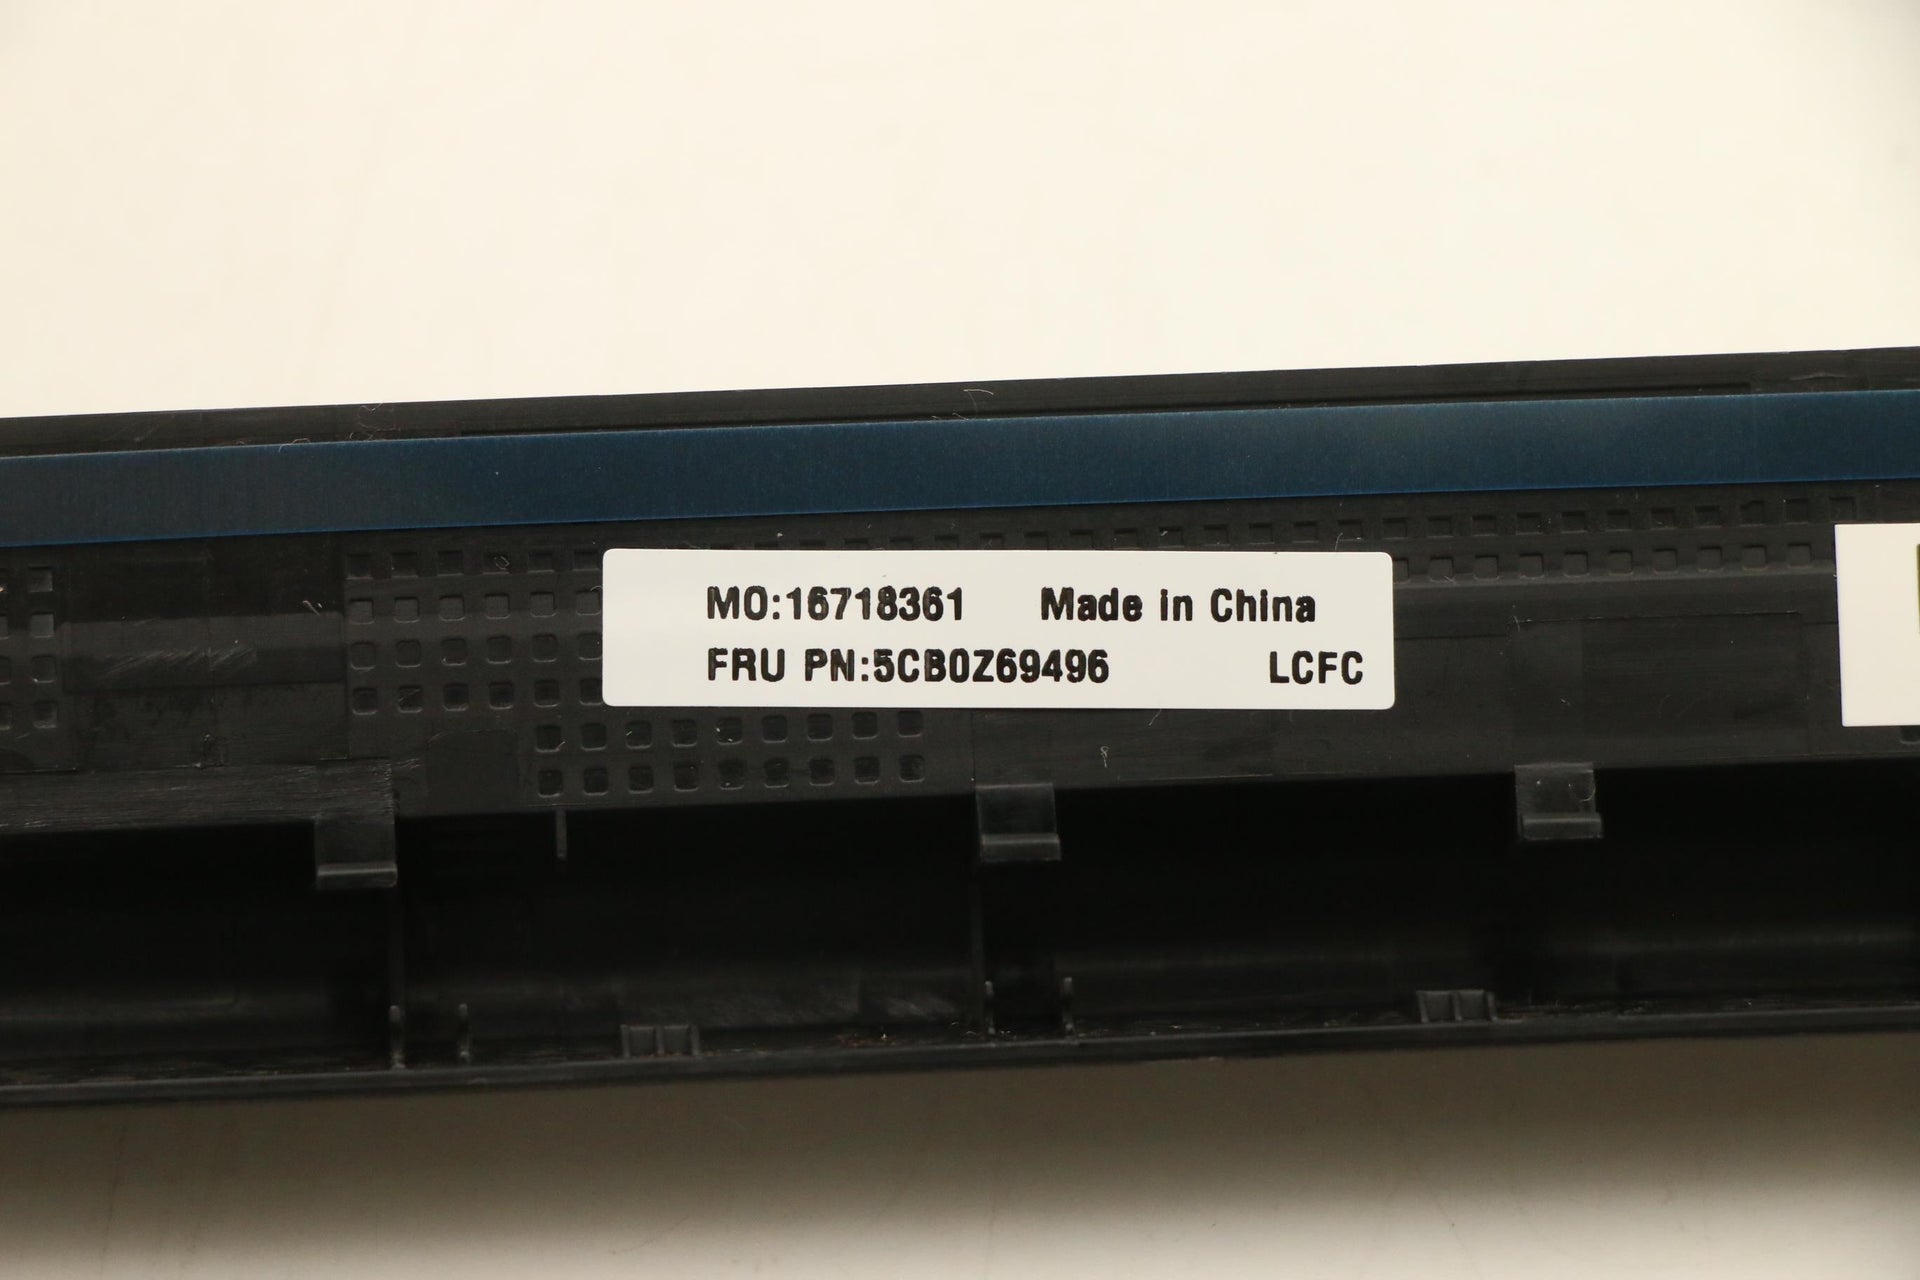 MO:16718361 Made in China
FRU PN:5CB0Z69496 LCFC